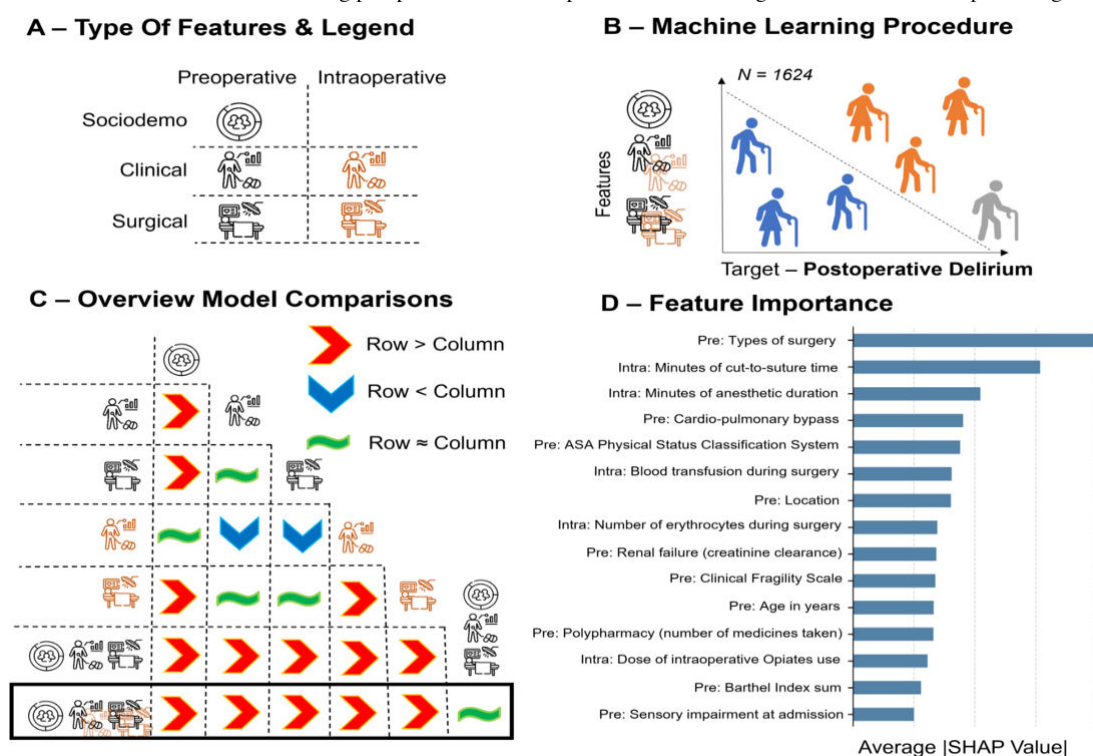 A – Type Of Features & Legend
Preoperative Intraoperative
Sociodemo
Clinical
Surgical
B – Machine Learning Procedure
N = 1624
Features
Target – Postoperative Delirium
C – Overview Model Comparisons
Row > Column
Row < Column
Row ≈ Column
D – Feature Importance
Pre: Types of surgery
Intra: Minutes of cut-to-suture time
Intra: Minutes of anesthetic duration
Pre: Cardio-pulmonary bypass
Pre: ASA Physical Status Classification System
Intra: Blood transfusion during surgery
Pre: Location
Intra: Number of erythrocytes during surgery
Pre: Renal failure (creatinine clearance)
Pre: Clinical Fragility Scale
Pre: Age in years
Pre: Polypharmacy (number of medicines taken)
Intra: Dose of intraoperative Opiates use
Pre: Barthel Index sum
Pre: Sensory impairment at admission
Average |SHAP Value|